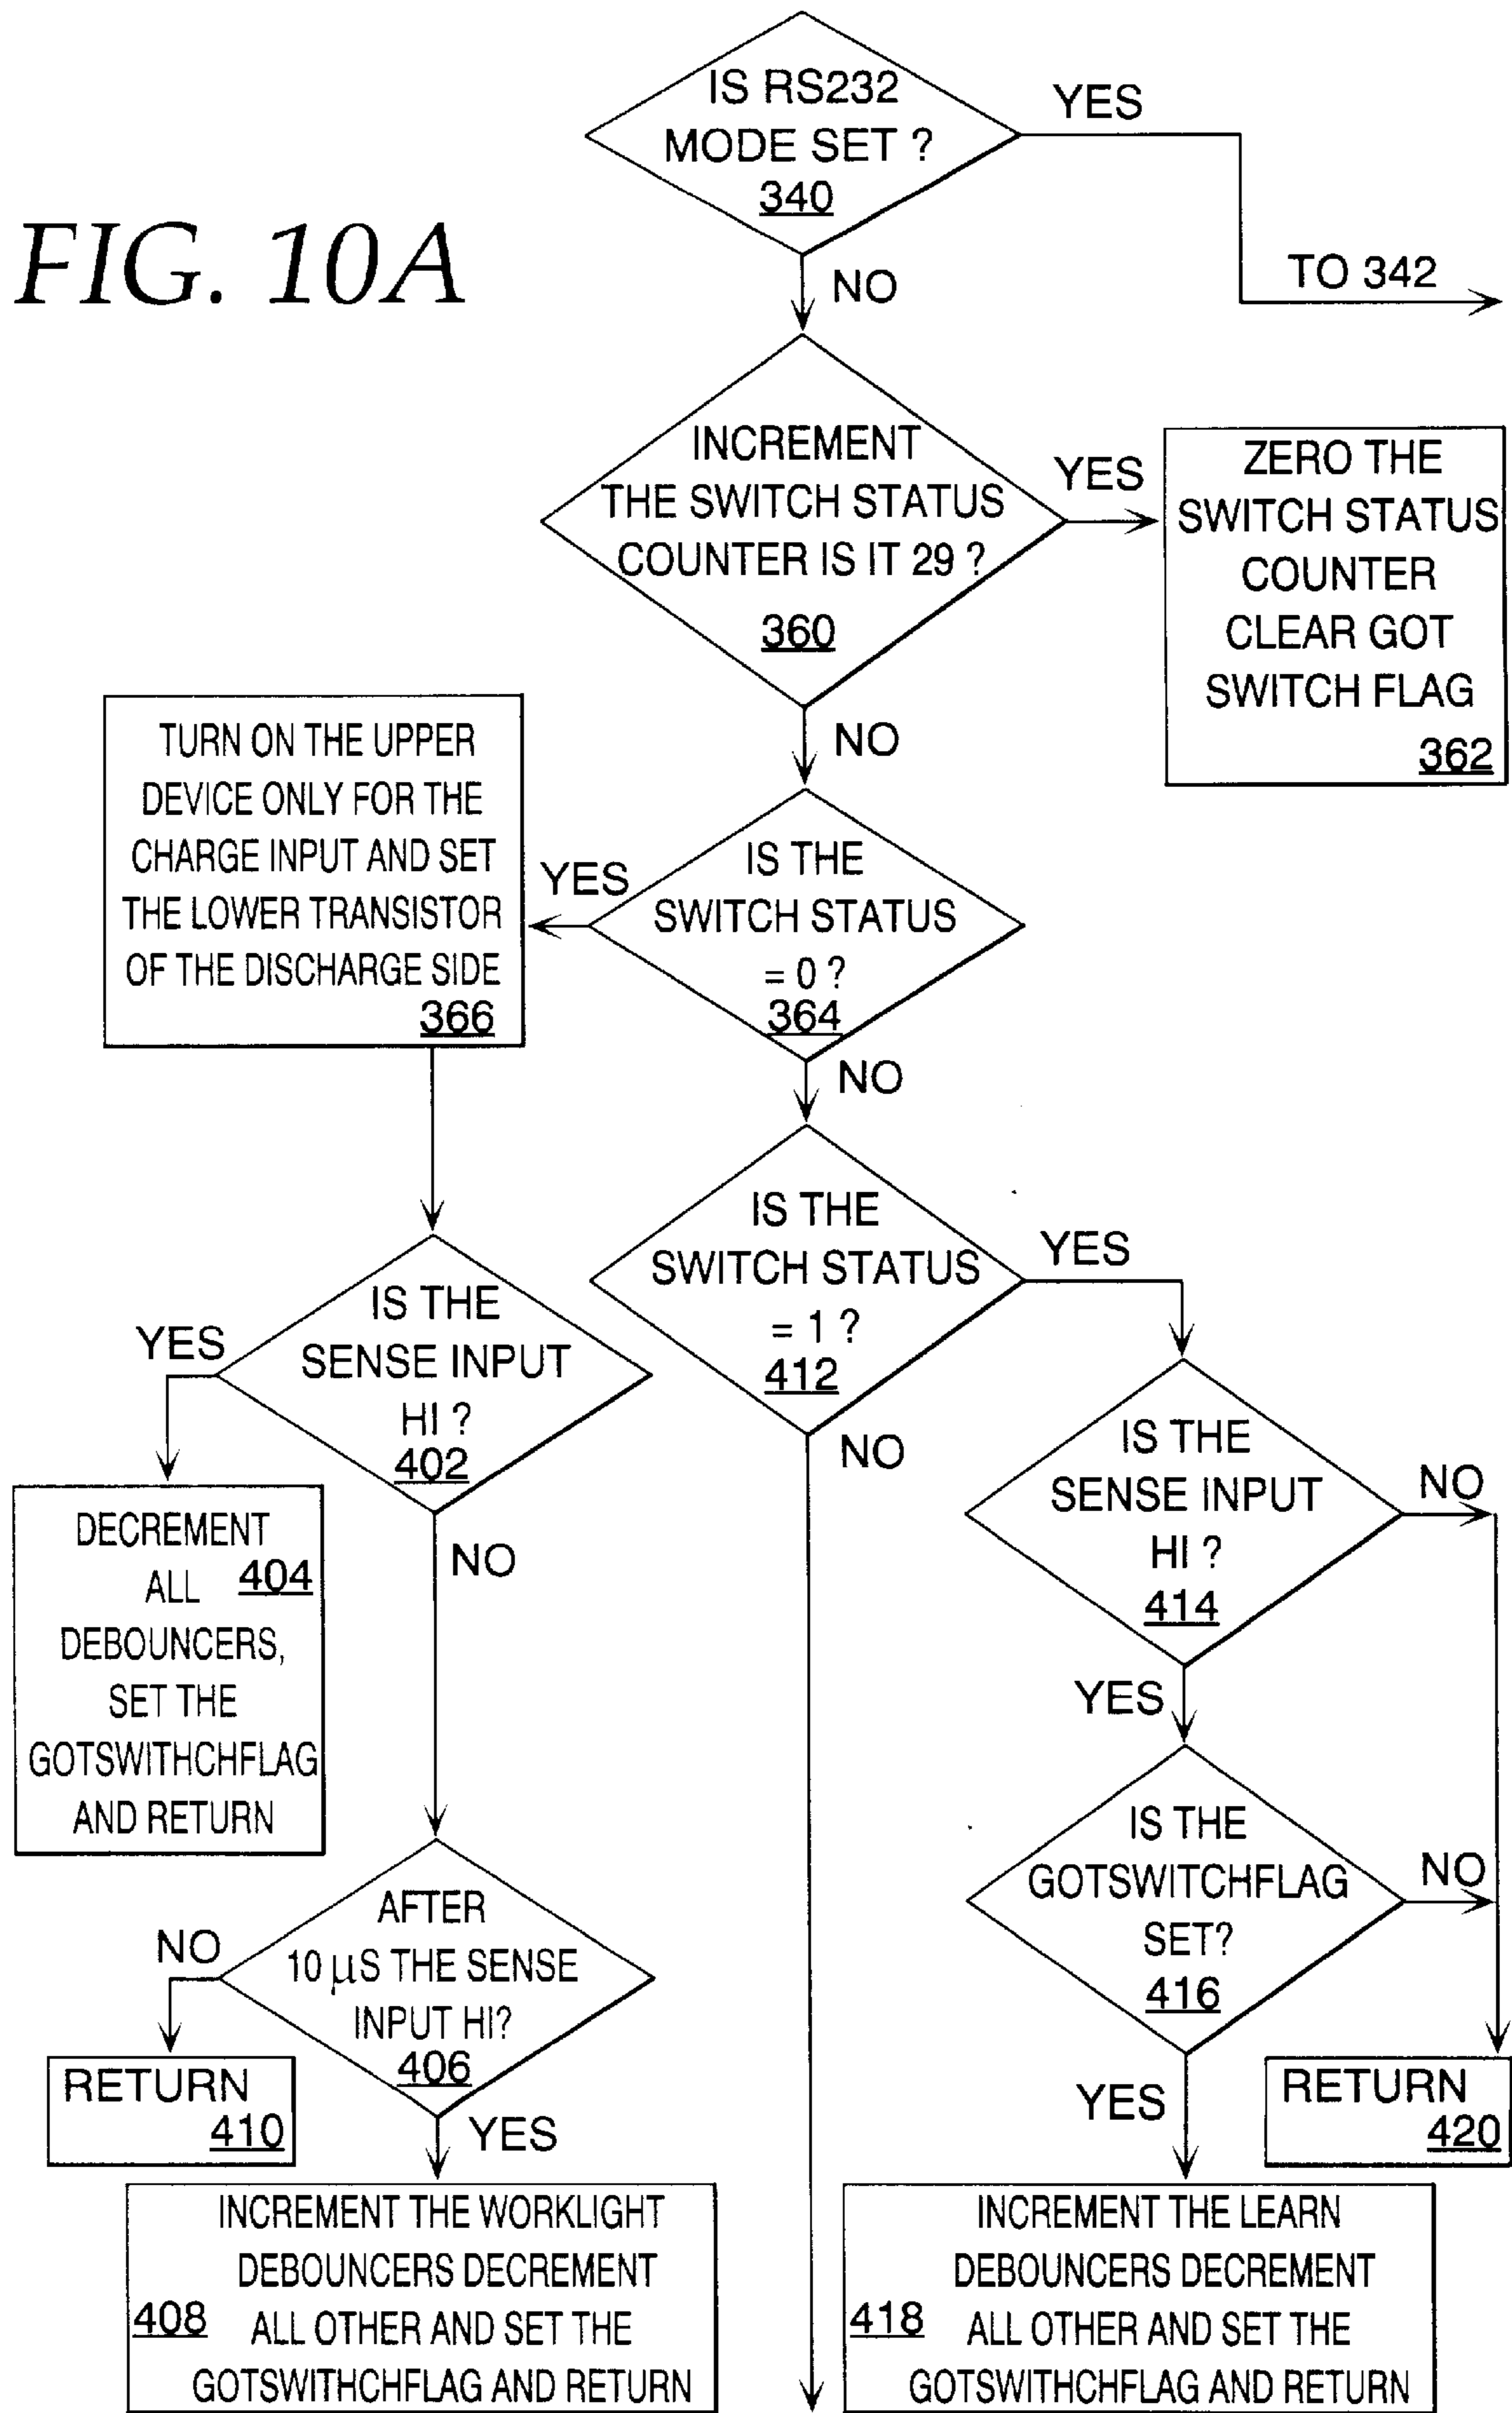 FIG. 10A
IS RS232
MODE SET ?
340
YES
TO 342
NO
INCREMENT
THE SWITCH STATUS
COUNTER IS IT 29 ?
360
YES
ZERO THE
SWITCH STATUS
COUNTER
CLEAR GOT
SWITCH FLAG
362
NO
IS THE
SWITCH STATUS
= 0 ?
364
YES
TURN ON THE UPPER
DEVICE ONLY FOR THE
CHARGE INPUT AND SET
THE LOWER TRANSISTOR
OF THE DISCHARGE SIDE
366
NO
IS THE
SWITCH STATUS
= 1 ?
412
YES
NO
IS THE
SENSE INPUT
HI ?
402
YES
DECREMENT
ALL 404
DEBOUNCERS,
SET THE
GOTSWITHCHFLAG
AND RETURN
NO
AFTER
10 µS THE SENSE
INPUT HI?
406
NO
RETURN
410
YES
INCREMENT THE WORKLIGHT
DEBOUNCERS DECREMENT
408 ALL OTHER AND SET THE
GOTSWITHCHFLAG AND RETURN
IS THE
SENSE INPUT
HI ?
414
NO
YES
IS THE
GOTSWITCHFLAG
SET?
416
NO
RETURN
420
YES
INCREMENT THE LEARN
DEBOUNCERS DECREMENT
418 ALL OTHER AND SET THE
GOTSWITHCHFLAG AND RETURN